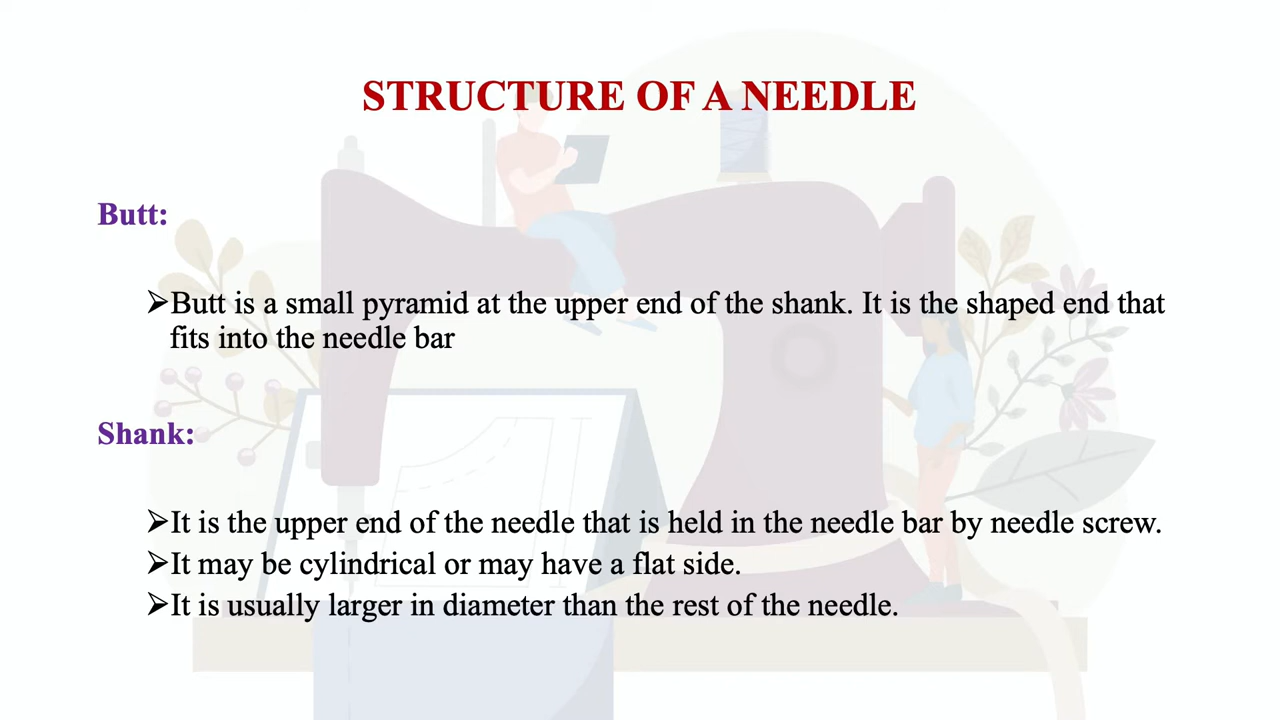 STRUCTURE OF A NEEDLE
Butt:
➢Butt is a small pyramid at the upper end of the shank. It is the shaped end that
fits into the needle bar
Shank:
➢It is the upper end of the needle that is held in the needle bar by needle screw.
➢It may be cylindrical or may have a flat side.
➢It is usually larger in diameter than the rest of the needle.